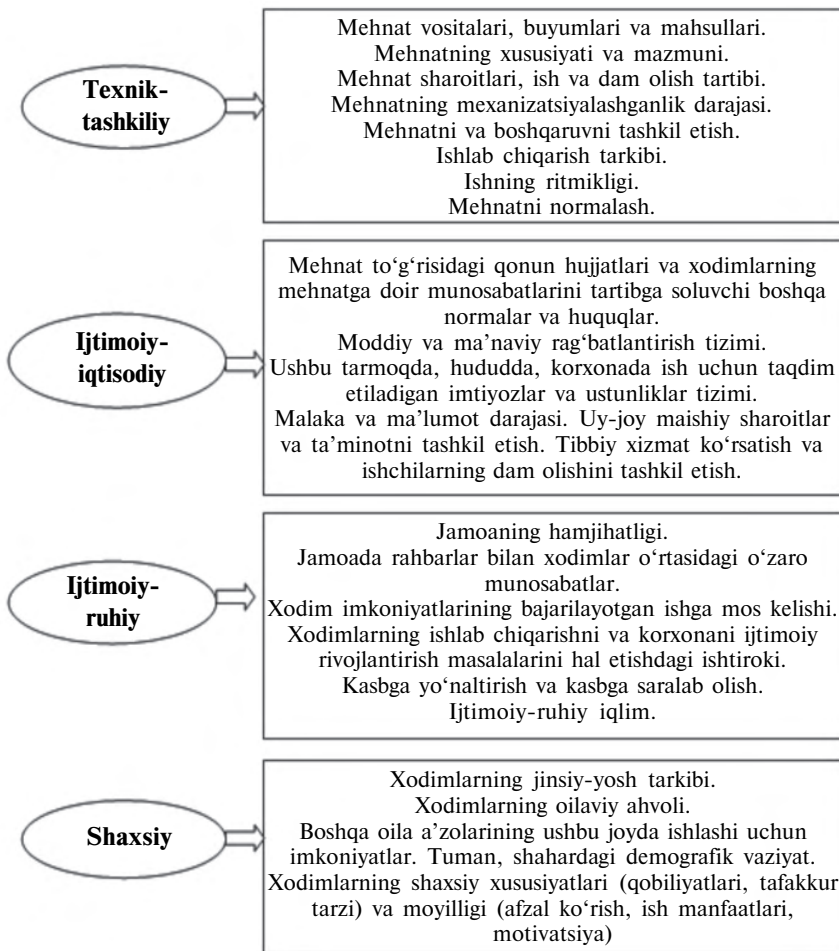 Texnik-
tashkiliy
Mehnat vositalari, buyumlari va mahsullari.
Mehnatning xususiyati va mazmuni.
Mehnat sharoitlari, ish va dam olish tartibi.
Mehnatning mexanizatsiyalashganlik darajasi.
Mehnatni va boshqaruvni tashkil etish.
Ishlab chiqarish tarkibi.
Ishning ritmikligi.
Mehnatni normalash.
Ijtimoiy-
iqtisodiy
Mehnat to‘g‘risidagi qonun hujjatlari va xodimlarning
mehnatga doir munosabatlarini tartibga soluvchi boshqa
normalar va huquqlar.
Moddiy va ma’naviy rag‘batlantirish tizimi.
Ushbu tarmoqda, hududda, korxonada ish uchun taqdim
etiladigan imtiyozlar va ustunliklar tizimi.
Malaka va ma’lumot darajasi. Uy-joy maishiy sharoitlar
va ta’minotni tashkil etish. Tibbiy xizmat ko‘rsatish va
ishchilarning dam olishini tashkil etish.
Ijtimoiy-
ruhiy
Jamoaning hamjihatligi.
Jamoada rahbarlar bilan xodimlar o‘rtasidagi o‘zaro
munosabatlar.
Xodim imkoniyatlarining bajarilayotgan ishga mos kelishi.
Xodimlarning ishlab chiqarishni va korxonani ijtimoiy
rivojlantirish masalalarini hal etishdagi ishtiroki.
Kasbga yo‘naltirish va kasbga saralab olish.
Ijtimoiy-ruhiy iqlim.
Shaxsiy
Xodimlarning jinsiy-yosh tarkibi.
Xodimlarning oilaviy ahvoli.
Boshqa oila a’zolarining ushbu joyda ishlashi uchun
imkoniyatlar. Tuman, shahardagi demografik vaziyat.
Xodimlarning shaxsiy xususiyatlari (qobiliyatlari, tafakkur
tarzi) va moyilligi (afzal ko‘rish, ish manfaatlari,
motivatsiya)